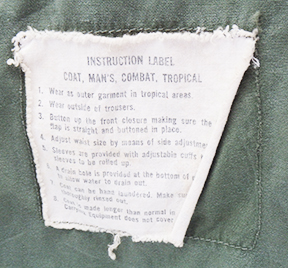 INSTRUCTION LABEL
COAT, MAN'S, COMBAT, TROPICAL
1. Wear as outer garment in tropical areas.
2. Wear outside of trousers.
3. Button up the front closure making sure the
flap is straight and buttoned in place.
4. Adjust waist size by means of side adjustmen
5. Sleeves are provided with adjustable cuffs
sleeves to be rolled up.
6. A drain hole is provided at the bottom of
to allow water to drain out.
7. Coat can be hand laundered. Make
thoroughly rinsed out.
8. Coat is made longer than normal in
Carrying Equipment does not cover